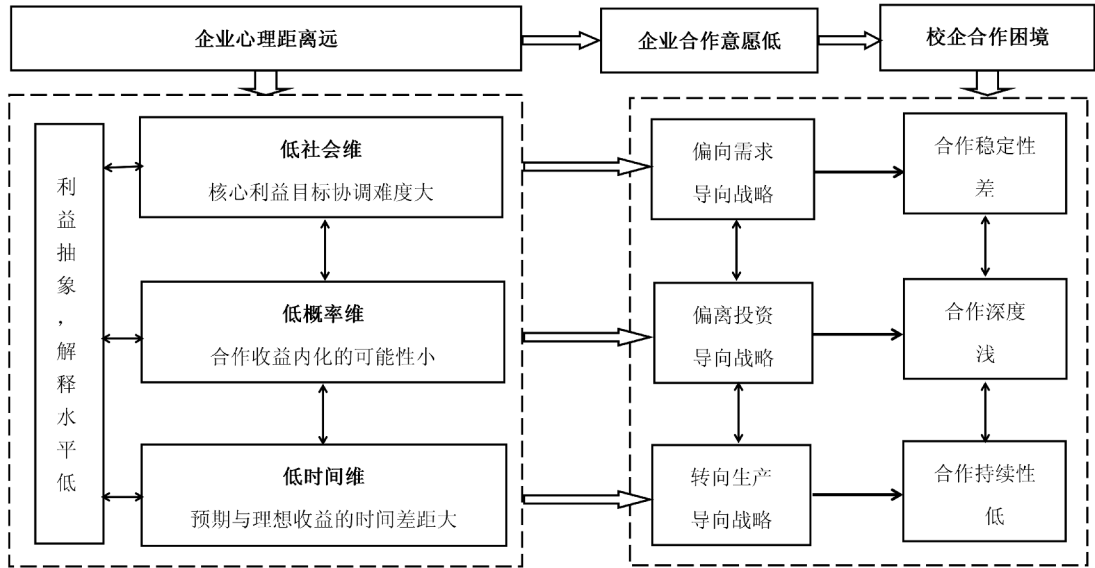 企业心理距离远
企业合作意愿低
校企合作困境
利益抽象，解释水平低
低社会维
核心利益目标协调难度大
低概率维
合作收益内化的可能性小
低时间维
预期与理想收益的时间差距大
偏向需求
导向战略
偏离投资
导向战略
转向生产
导向战略
合作稳定性
差
合作深度
浅
合作持续性
低